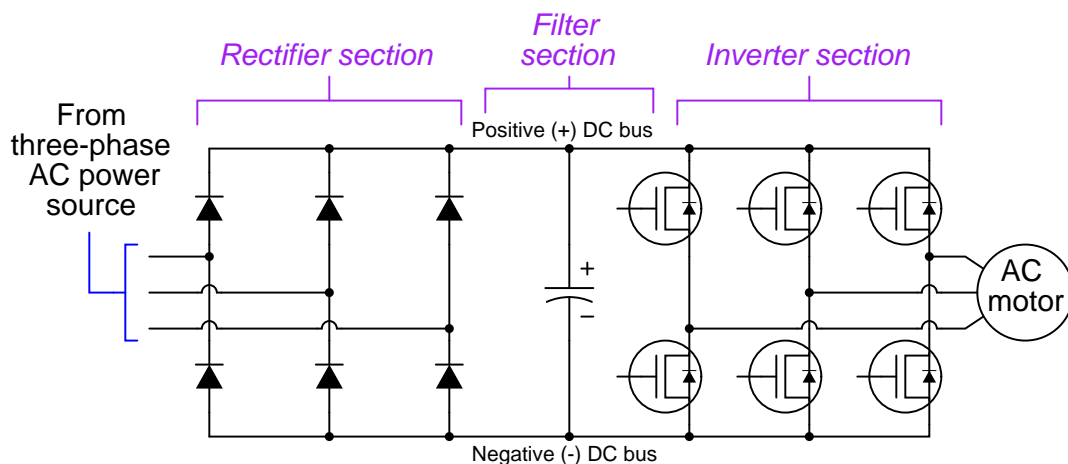 Rectifier section
Filter
section
Inverter section
From
three-phase
AC power
source
Positive (+) DC bus
+
−
AC
motor
Negative (-) DC bus